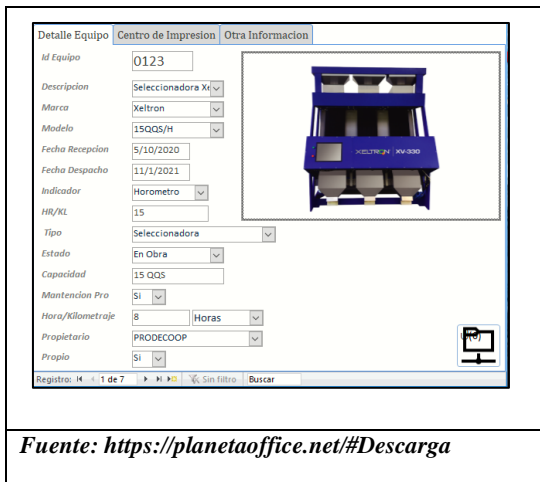 Detalle Equipo Centro de Impresion Otra Informacion
Id Equipo 0123
Descripcion Seleccionadora Xe
Marca Xeltron
Modelo 15QQS/H
XELTRON XV-330
Fecha Recepcion 5/10/2020
Fecha Despacho 11/1/2021
Indicador Horometro
HR/KL 15
Tipo Seleccionadora
Estado En Obra
Capacidad 15 QQS
Mantencion Pro Si
Hora/Kilometraje 8 Horas
Propietario PRODECOOP
Propio Si
Registro: 1 de 7 Sin filtro Buscar
Fuente: https://planetaoffice.net/#Descarga